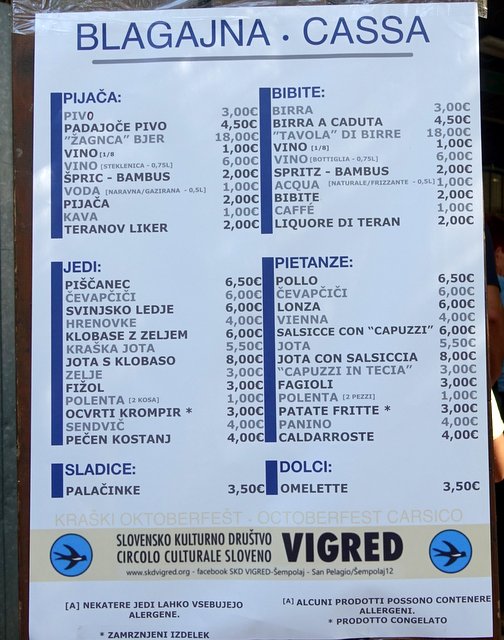 BLAGAJNA · CASSA
PIJAČA:
PIVO 3,00€
PADAJOČE PIVO 4,50€
"ŽAGNCA" BJER 18,00€
VINO [1/8 1,00€
VINO [STEKLENICA - 0,75L] 6,00€
ŠPRIC - BAMBUS 2,00€
VODA [NARAVNA/GAZIRANA - 0,5L] 1,00€
PIJAČA 2,00€
KAVA 1,00€
TERANOV LIKER 2,00€
BIBITE:
BIRRA 3,00€
BIRRA A CADUTA 4,50€
"TAVOLA" DI BIRRE 18,00€
VINO [1/8 1,00€
VINO [BOTTIGLIA - 0,75L] 6,00€
SPRITZ - BAMBUS 2,00€
ACQUA [NATURALE/FRIZZANTE - 0,5L] 1,00€
BIBITE 2,00€
CAFFÉ 1,00€
LIQUORE DI TERAN 2,00€
JEDI:
PIŠČANEC 6,50€
ČEVAPČIČI 6,00€
SVINJSKO LEDJE 6,00€
HRENOVKE 4,00€
KLOBASE Z ZELJEM 6,00€
KRAŠKA JOTA 5,50€
JOTA S KLOBASO 8,00€
ZELJE 3,00€
FIŽOL 3,00€
POLENTA [2 KOSA] 1,00€
OCVRTI KROMPIR * 3,00€
SENDVIČ 4,00€
PEČEN KOSTANJ 4,00€
PIETANZE:
POLLO 6,50€
ČEVAPČIČI 6,00€
LONZA 6,00€
VIENNA 4,00€
SALSICCE CON "CAPUZZI" 6,00€
JOTA 5,50€
JOTA CON SALSICCIA 8,00€
"CAPUZZI IN TECIA" 3,00€
FAGIOLI 3,00€
POLENTA [2 PEZZI] 1,00€
PATATE FRITTE * 3,00€
PANINO 4,00€
CALDARROSTE 4,00€
SLADICE:
PALAČINKE 3,50€
DOLCI:
OMELETTE 3,50€
KRAŠKI OKTOBERFEŠT - OCTOBERFEST CARSICO
SLOVENSKO KULTURNO DRUŠTVO
CIRCOLO CULTURALE SLOVENO
VIGRED
www.skdvigred.org - facebook SKD VIGRED-Šempolaj - San Pelagio/Šempolaj12
[A] NEKATERE JEDI LAHKO VSEBUJEJO
ALERGENE.
* ZAMRZNJENI IZDELEK
[A] ALCUNI PRODOTTI POSSONO CONTENERE
ALLERGENI.
* PRODOTTO CONGELATO